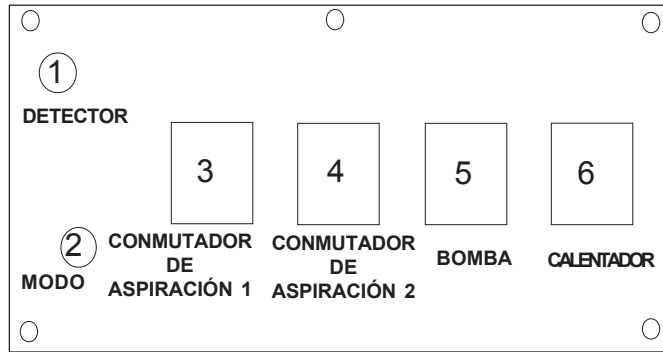 1
DETECTOR
3
4
5
6
2
MODO
CONMUTADOR
DE
ASPIRACIÓN 1
CONMUTADOR
DE
ASPIRACIÓN 2
BOMBA
CALENTADOR